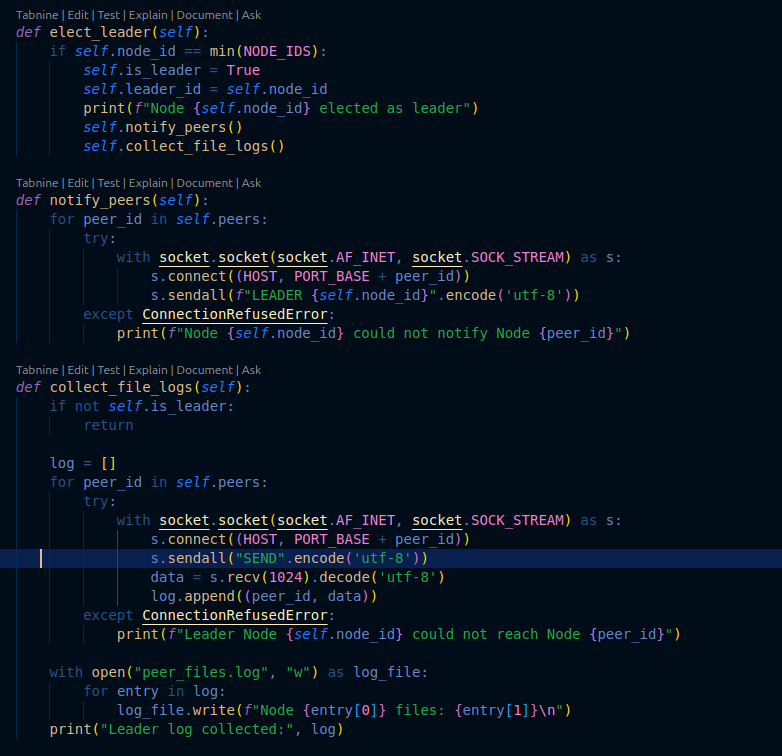 Tabnine | Edit | Test | Explain | Document | Ask
def elect_leader(self):
    if self.node_id == min(NODE_IDS):
        self.is_leader = True
        self.leader_id = self.node_id
        print(f"Node {self.node_id} elected as leader")
        self.notify_peers()
        self.collect_file_logs()

Tabnine | Edit | Test | Explain | Document | Ask
def notify_peers(self):
    for peer_id in self.peers:
        try:
            with socket.socket(socket.AF_INET, socket.SOCK_STREAM) as s:
                s.connect((HOST, PORT_BASE + peer_id))
                s.sendall(f"LEADER {self.node_id}".encode('utf-8'))
        except ConnectionRefusedError:
            print(f"Node {self.node_id} could not notify Node {peer_id}")

Tabnine | Edit | Test | Explain | Document | Ask
def collect_file_logs(self):
    if not self.is_leader:
        return

    log = []
    for peer_id in self.peers:
        try:
            with socket.socket(socket.AF_INET, socket.SOCK_STREAM) as s:
                s.connect((HOST, PORT_BASE + peer_id))
                s.sendall("SEND".encode('utf-8'))
                data = s.recv(1024).decode('utf-8')
                log.append((peer_id, data))
        except ConnectionRefusedError:
            print(f"Leader Node {self.node_id} could not reach Node {peer_id}")

    with open("peer_files.log", "w") as log_file:
        for entry in log:
            log_file.write(f"Node {entry[0]} files: {entry[1]}\n")
    print("Leader log collected:", log)